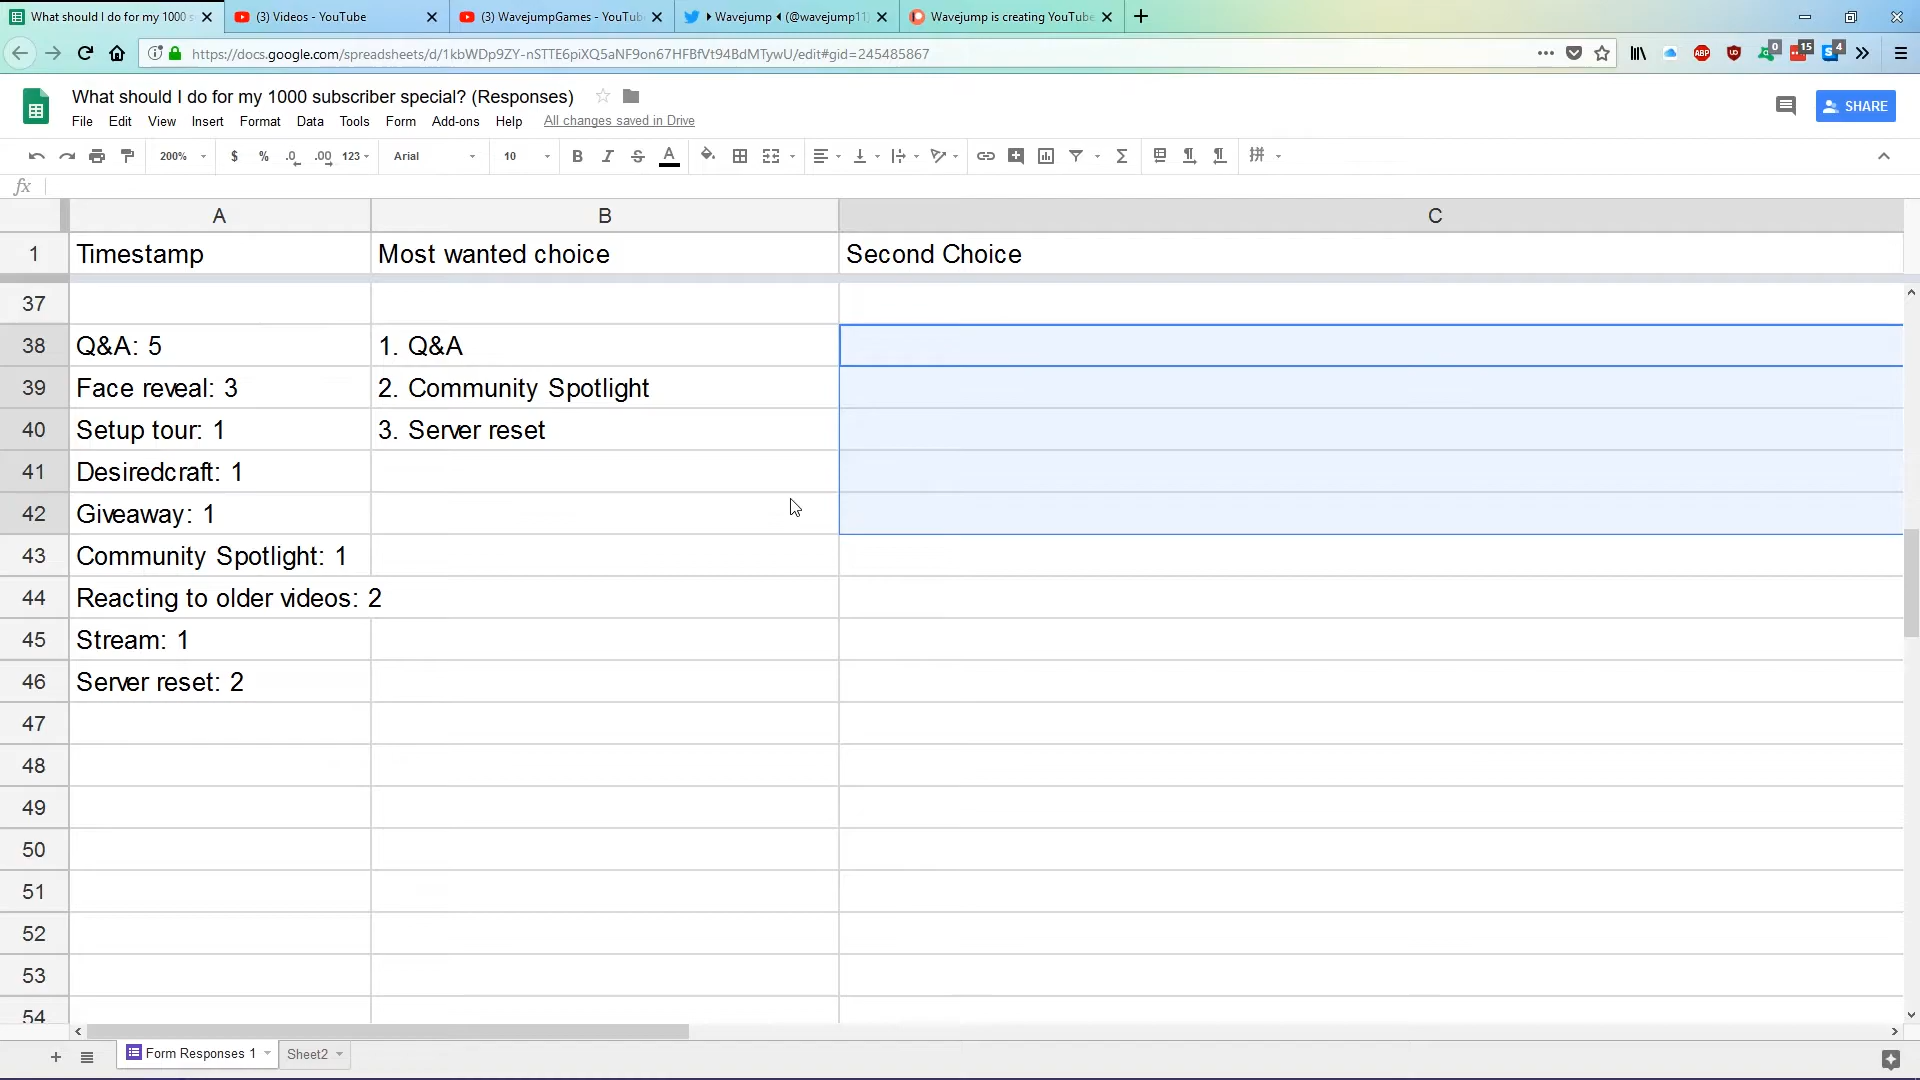 What should I do for my 1000 s
(3) Videos - YouTube
(3) WavejumpGames - YouTub
Wavejump (@wavejump11
Wavejump is creating YouTube
https://docs.google.com/spreadsheets/d/1kbWDp9ZY-nSTTE6piXQ5aNF9on67HFBfVt94BdMTywU/edit#gid=245485867
ABP
0
15
4
What should I do for my 1000 subscriber special? (Responses)
SHARE
File Edit View Insert Format Data Tools Form Add-ons Help All changes saved in Drive
200% $ % .0 .00 123 Arial 10 B I S A
fx
A B C
1 Timestamp Most wanted choice Second Choice
37
38 Q&A: 5 1. Q&A
39 Face reveal: 3 2. Community Spotlight
40 Setup tour: 1 3. Server reset
41 Desiredcraft: 1
42 Giveaway: 1
43 Community Spotlight: 1
44 Reacting to older videos: 2
45 Stream: 1
46 Server reset: 2
47
48
49
50
51
52
53
54
Form Responses 1 Sheet2